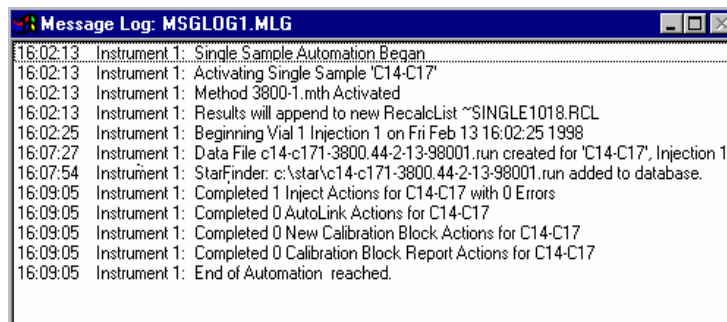 Message Log: MSGLOG1.MLG
16:02:13 Instrument 1: Single Sample Automation Began
16:02:13 Instrument 1: Activating Single Sample 'C14-C17'
16:02:13 Instrument 1: Method 3800-1.mth Activated
16:02:13 Instrument 1: Results will append to new RecalcList ~SINGLE1018.RCL
16:02:25 Instrument 1: Beginning Vial 1 Injection 1 on Fri Feb 13 16:02:25 1998
16:07:27 Instrument 1: Data File c14-c171-3800.44-2-13-98001.run created for 'C14-C17', Injection 1
16:07:54 Instrument 1: StarFinder: c:\star\c14-c171-3800.44-2-13-98001.run added to database.
16:09:05 Instrument 1: Completed 1 Inject Actions for C14-C17 with 0 Errors
16:09:05 Instrument 1: Completed 0 AutoLink Actions for C14-C17
16:09:05 Instrument 1: Completed 0 New Calibration Block Actions for C14-C17
16:09:05 Instrument 1: Completed 0 Calibration Block Report Actions for C14-C17
16:09:05 Instrument 1: End of Automation reached.